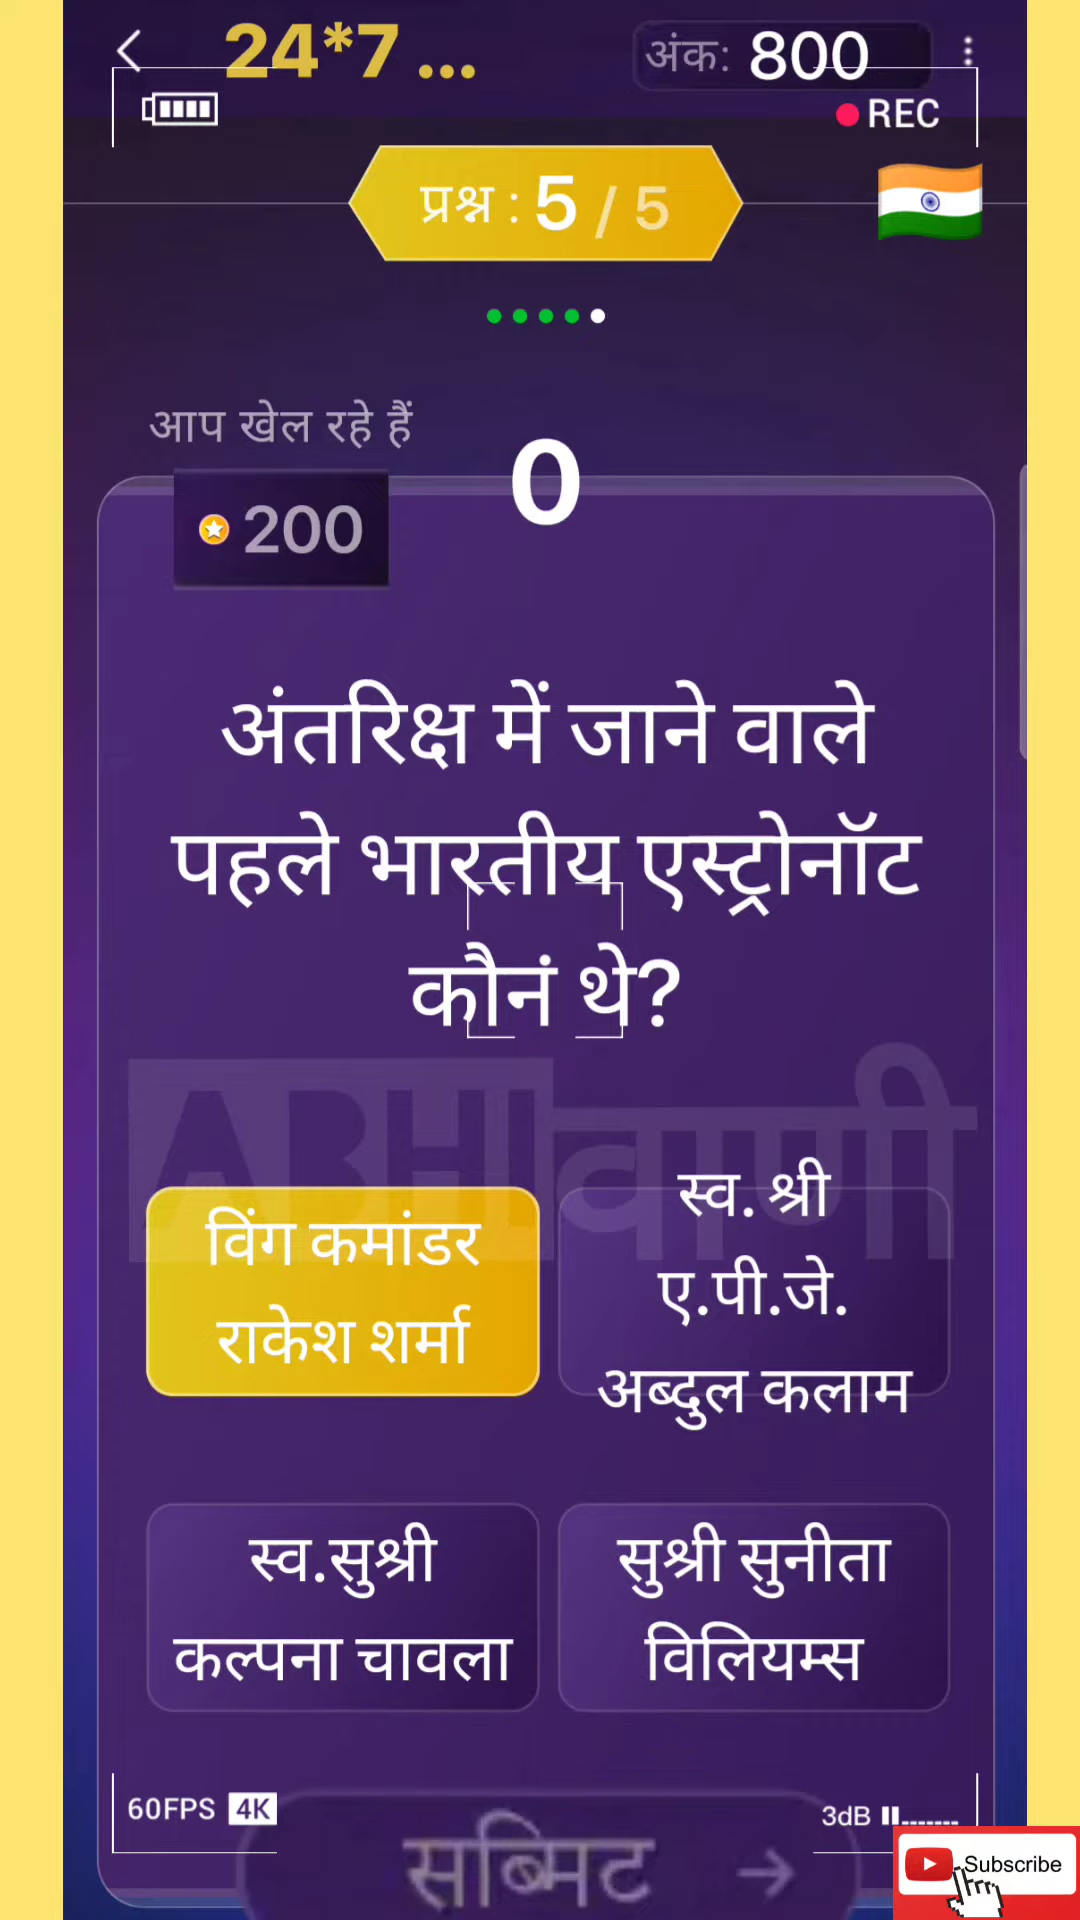 24*7 ...
अंक: 800
REC
प्रश्न : 5 / 5
आप खेल रहे हैं
0
200
अंतरिक्ष में जाने वाले
पहले भारतीय एस्ट्रोनॉट
कौनं थे?
ABHIवाणी
विंग कमांडर
राकेश शर्मा
स्व. श्री
ए.पी.जे.
अब्दुल कलाम
स्व.सुश्री
कल्पना चावला
सुश्री सुनीता
विलियम्स
60FPS 4K
3dB
सब्मिट
Subscribe